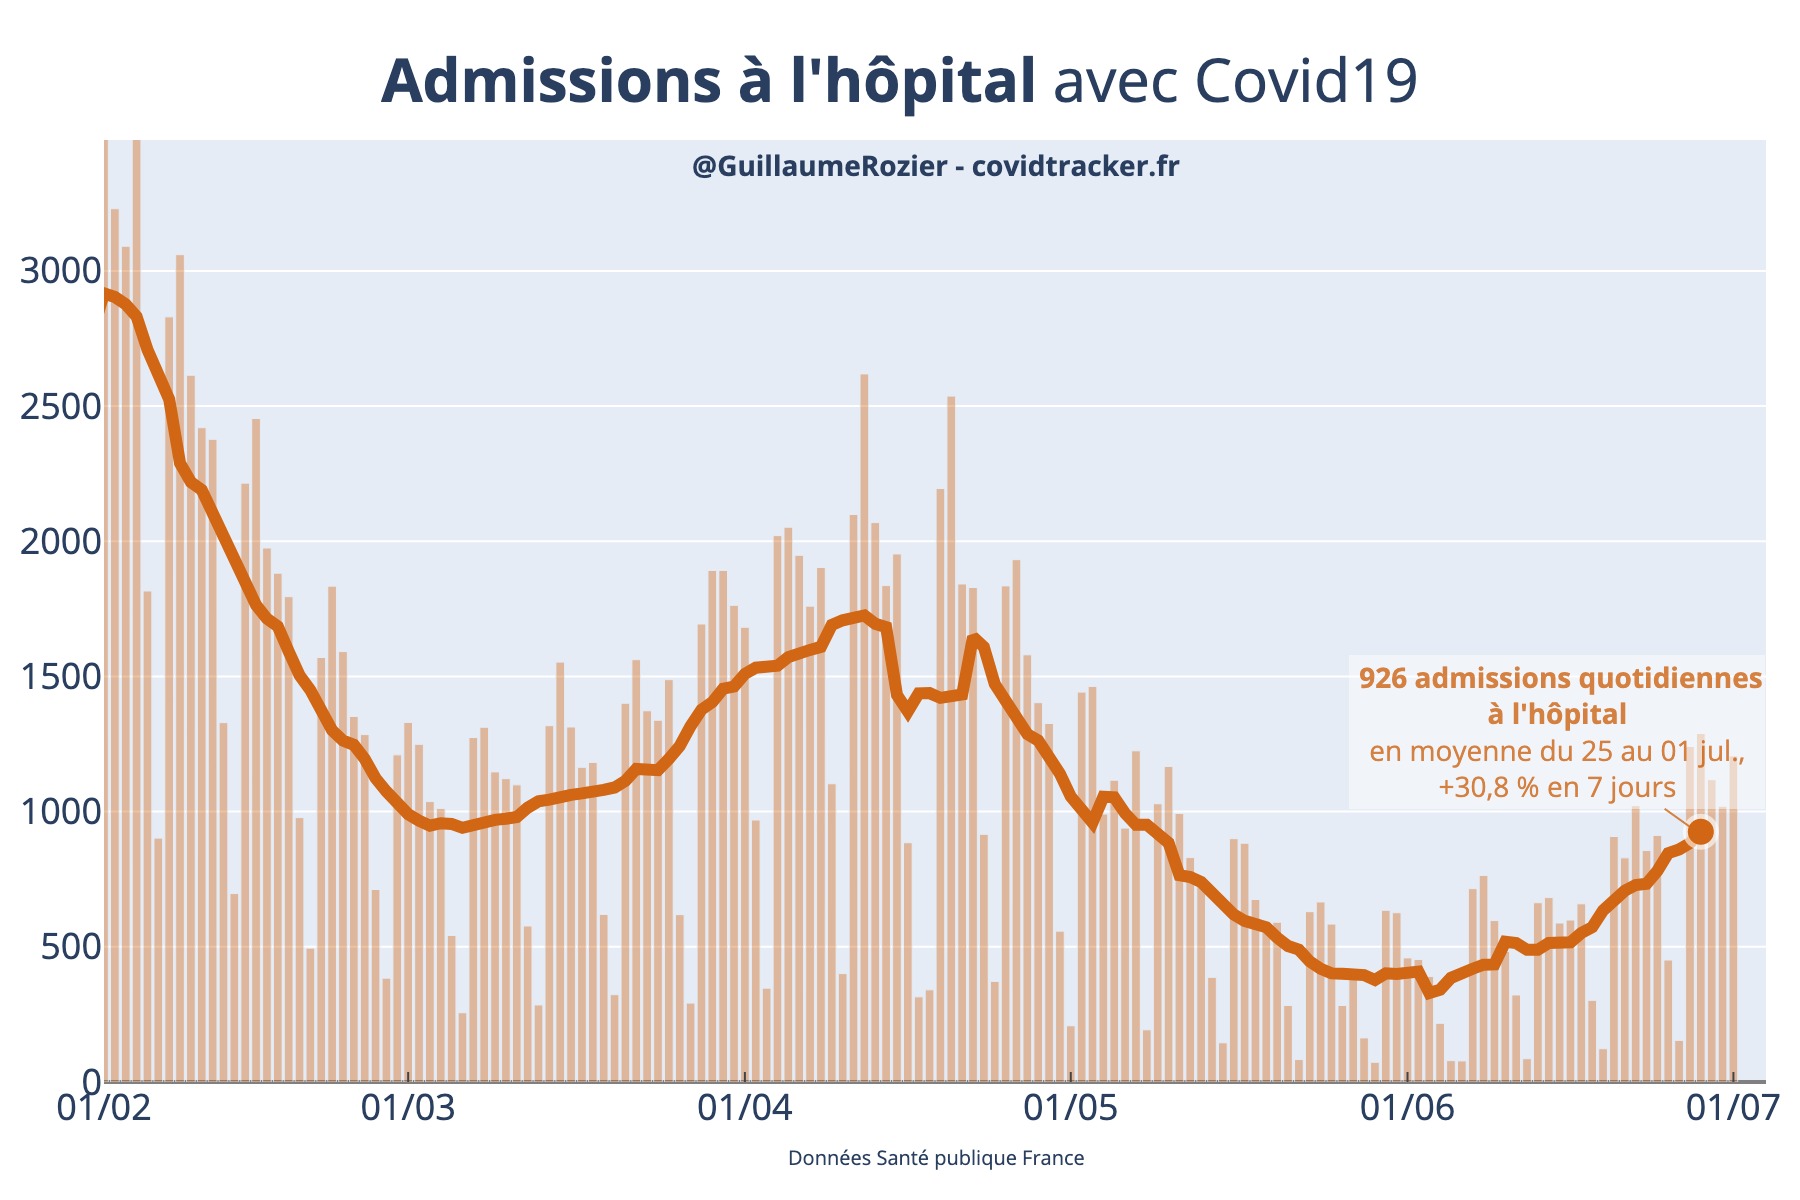 Admissions à l'hôpital avec Covid19
@GuillaumeRozier - covidtracker.fr
3000
2500
2000
1500
1000
500
0
926 admissions quotidiennes
à l'hôpital
en moyenne du 25 au 01 jul.,
+30,8 % en 7 jours
01/02 01/03 01/04 01/05 01/06 01/07
Données Santé publique France